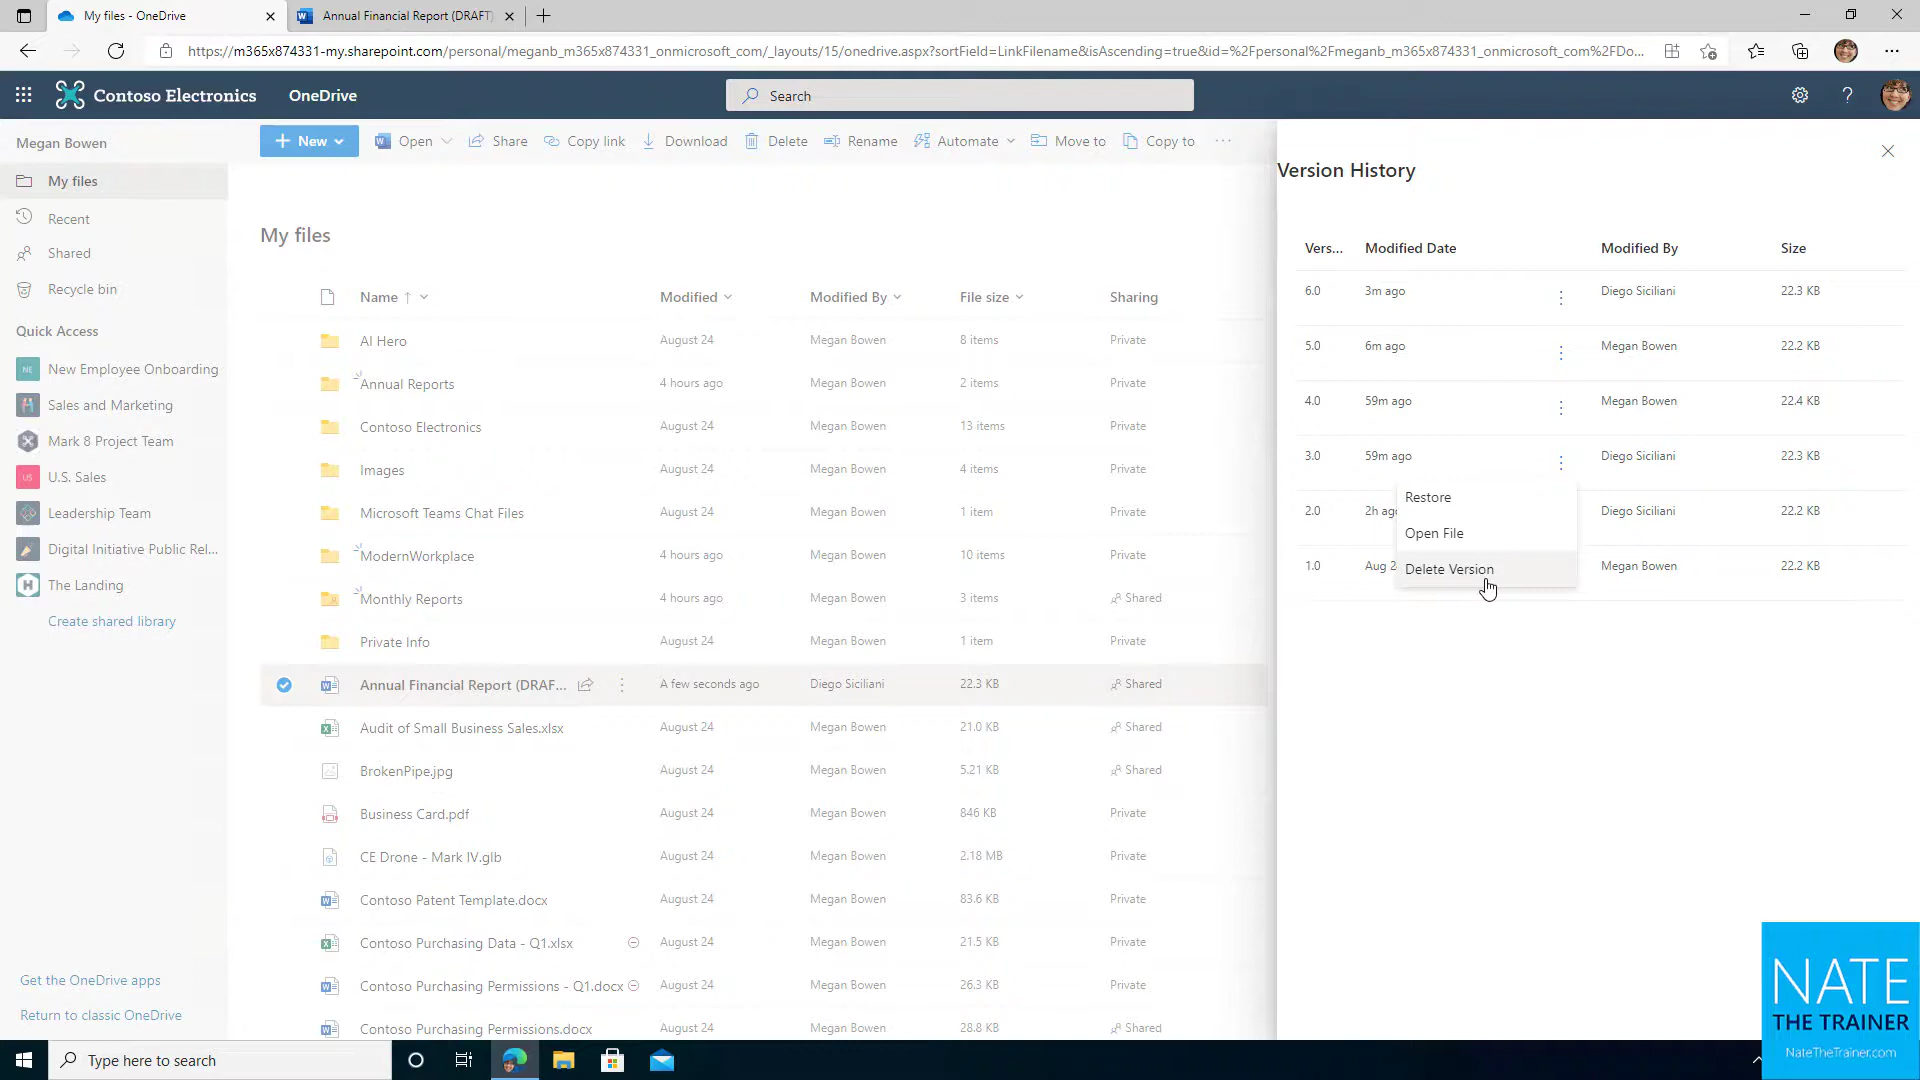 My files - OneDrive
Annual Financial Report (DRAFT)
https://m365x874331-my.sharepoint.com/personal/meganb_m365x874331_onmicrosoft_com/_layouts/15/onedrive.aspx?sortField=LinkFilename&isAscending=true&id=%2Fpersonal%2Fmeganb_m365x874331_onmicrosoft_com%2FDo...
Contoso Electronics
OneDrive
Search
Megan Bowen
My files
Recent
Shared
Recycle bin
Quick Access
NE New Employee Onboarding
Sales and Marketing
Mark 8 Project Team
US U.S. Sales
Leadership Team
Digital Initiative Public Rel...
The Landing
Create shared library
Get the OneDrive apps
Return to classic OneDrive
New Open Share Copy link Download Delete Rename Automate Move to Copy to ...
My files
Name ↑ Modified Modified By File size Sharing
AI Hero August 24 Megan Bowen 8 items Private
Annual Reports 4 hours ago Megan Bowen 2 items Private
Contoso Electronics August 24 Megan Bowen 13 items Private
Images August 24 Megan Bowen 4 items Private
Microsoft Teams Chat Files August 24 Megan Bowen 1 item Private
ModernWorkplace 4 hours ago Megan Bowen 10 items Private
Monthly Reports 4 hours ago Megan Bowen 3 items Shared
Private Info August 24 Megan Bowen 1 item Private
Annual Financial Report (DRAF... A few seconds ago Diego Siciliani 22.3 KB Shared
Audit of Small Business Sales.xlsx August 24 Megan Bowen 21.0 KB Shared
BrokenPipe.jpg August 24 Megan Bowen 5.21 KB Shared
Business Card.pdf August 24 Megan Bowen 846 KB Private
CE Drone - Mark IV.glb August 24 Megan Bowen 2.18 MB Private
Contoso Patent Template.docx August 24 Megan Bowen 83.6 KB Private
Contoso Purchasing Data - Q1.xlsx August 24 Megan Bowen 21.5 KB Private
Contoso Purchasing Permissions - Q1.docx August 24 Megan Bowen 26.3 KB Private
Contoso Purchasing Permissions.docx August 24 Megan Bowen 28.8 KB Shared
Version History
Vers... Modified Date Modified By Size
6.0 3m ago Diego Siciliani 22.3 KB
5.0 6m ago Megan Bowen 22.2 KB
4.0 59m ago Megan Bowen 22.4 KB
3.0 59m ago Diego Siciliani 22.3 KB
Restore
2.0 2h ago Diego Siciliani 22.2 KB
Open File
1.0 Aug 2 Megan Bowen 22.2 KB
Delete Version
NATE
THE TRAINER
NateTheTrainer.com
Type here to search